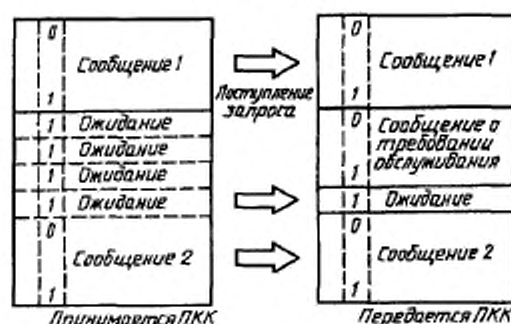 0
Сообщение 1
1
1 Ожидание
1 Ожидание
1 Ожидание
1 Ожидание
0
Сообщение 2
1
Принимается ПКК
Поступление
запроса
0
Сообщение 1
1
0
Сообщение о
требовании
обслуживания
1
1 Ожидание
0
Сообщение 2
1
Передается ПКК